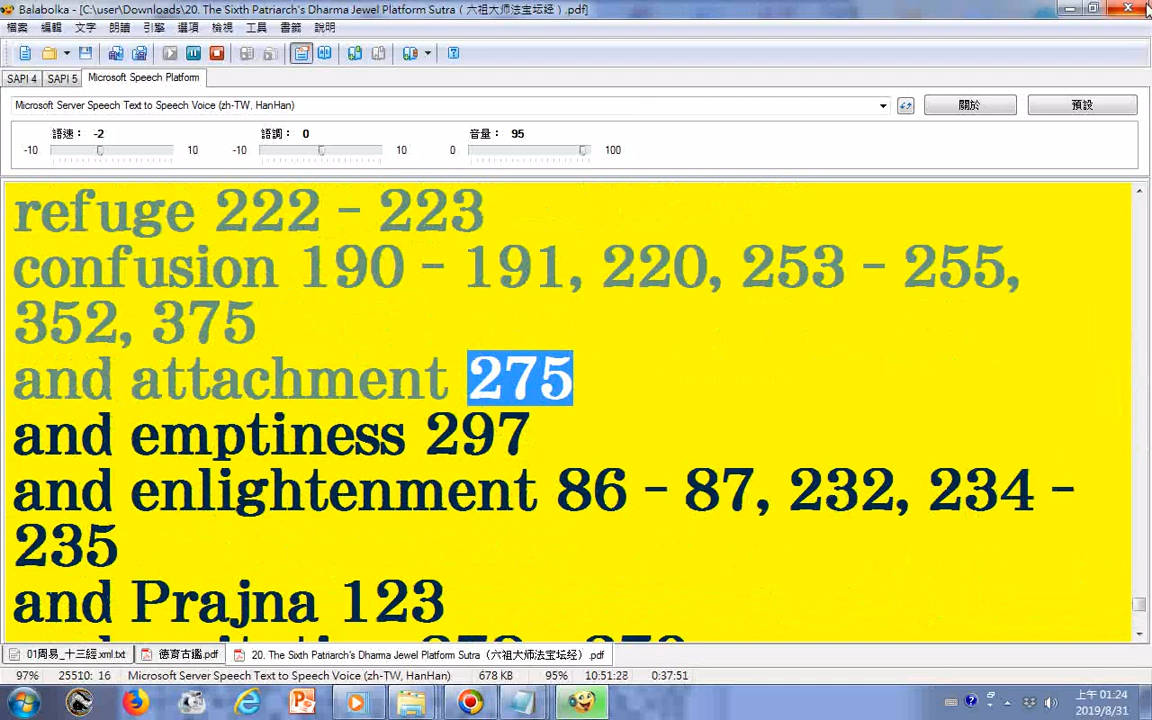 Balabolka - [C:\user\Downloads\20. The Sixth Patriarch's Dharma Jewel Platform Sutra（六祖大师法宝坛经）.pdf]
檔案 編輯 文字 朗讀 引擎 選項 檢視 工具 書籤 說明
SAPI 4 SAPI 5 Microsoft Speech Platform
Microsoft Server Speech Text to Speech Voice (zh-TW, HanHan) 關於 預設
語速： -2 語調： 0 音量： 95
-10 10 -10 10 0 100
refuge 222 - 223
confusion 190 - 191, 220, 253 - 255,
352, 375
and attachment 275
and emptiness 297
and enlightenment 86 - 87, 232, 234 -
235
and Prajna 123
01周易_十三經.xml.txt 德育古鑑.pdf 20. The Sixth Patriarch's Dharma Jewel Platform Sutra（六祖大师法宝坛经）.pdf
97% 25510: 16 Microsoft Server Speech Text to Speech Voice (zh-TW, HanHan) 678 KB 95% 10:51:28 0:37:51
上午 01:24
2019/8/31